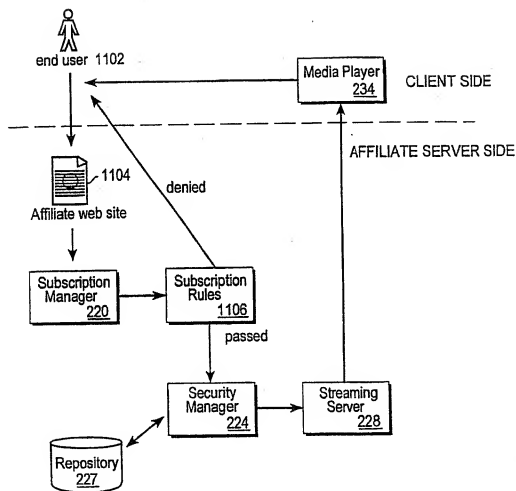 end user 1102
Media Player
234
CLIENT SIDE
AFFILIATE SERVER SIDE
1104
denied
Affiliate web site
Subscription
Manager
220
Subscription
Rules
1106
passed
Security
Manager
224
Streaming
Server
228
Repository
227